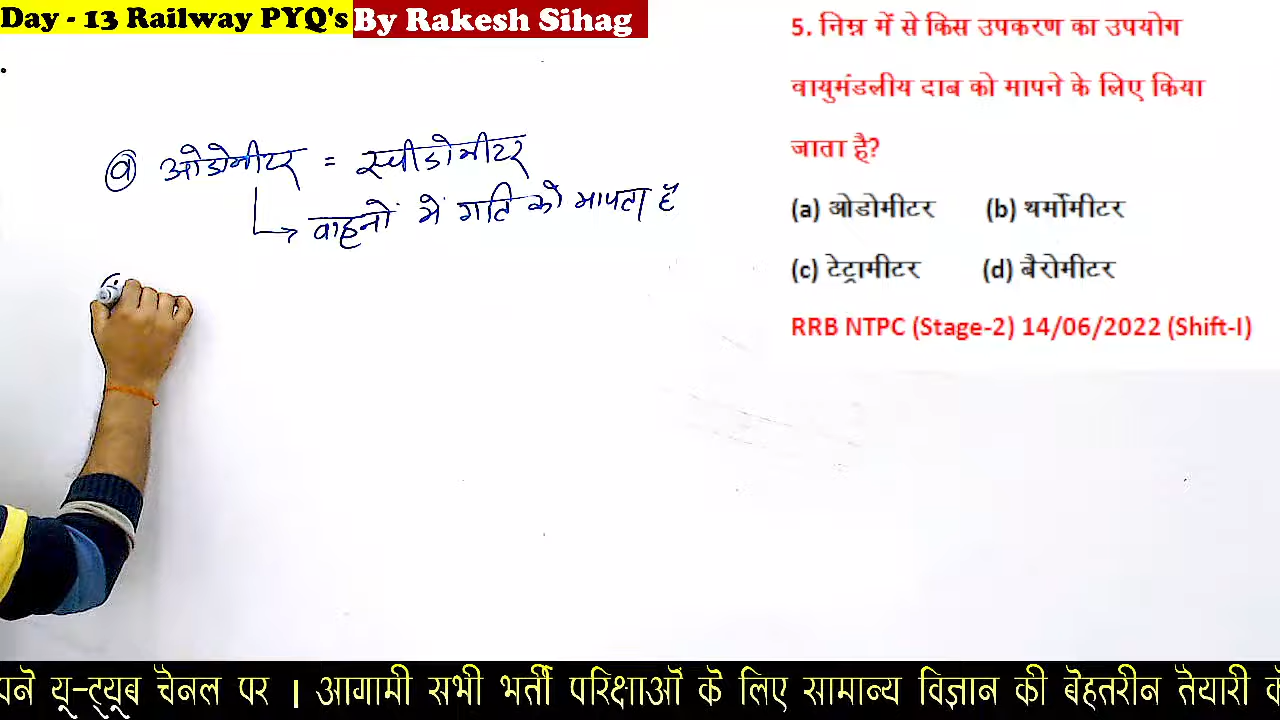 Day - 13 Railway PYQ's By Rakesh Sihag
5. निम्न में से किस उपकरण का उपयोग
वायुमंडलीय दाब को मापने के लिए किया
जाता है?
(a) ओडोमीटर (b) थर्मोमीटर
(c) टेट्रामीटर (d) बैरोमीटर
RRB NTPC (Stage-2) 14/06/2022 (Shift-I)
(a) ओडोमीटर = स्पीडोमीटर
वाहनों में गति को मापता है
पने यू-ट्यूब चैनल पर । आगामी सभी भर्ती परिक्षाओं के लिए सामान्य विज्ञान की बेहतरीन तैयारी के